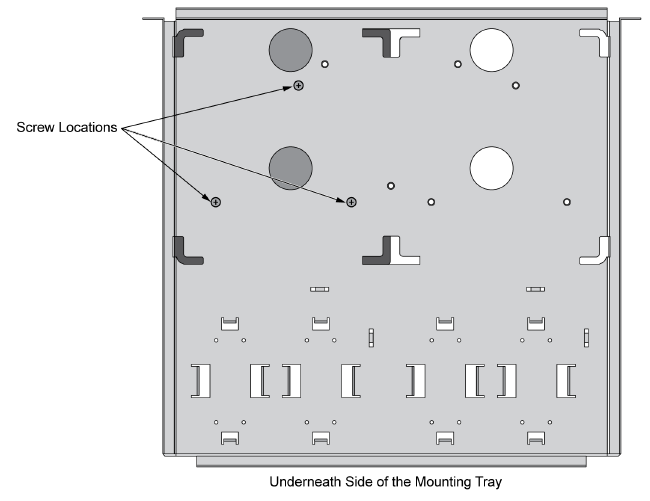 Screw Locations
Underneath Side of the Mounting Tray